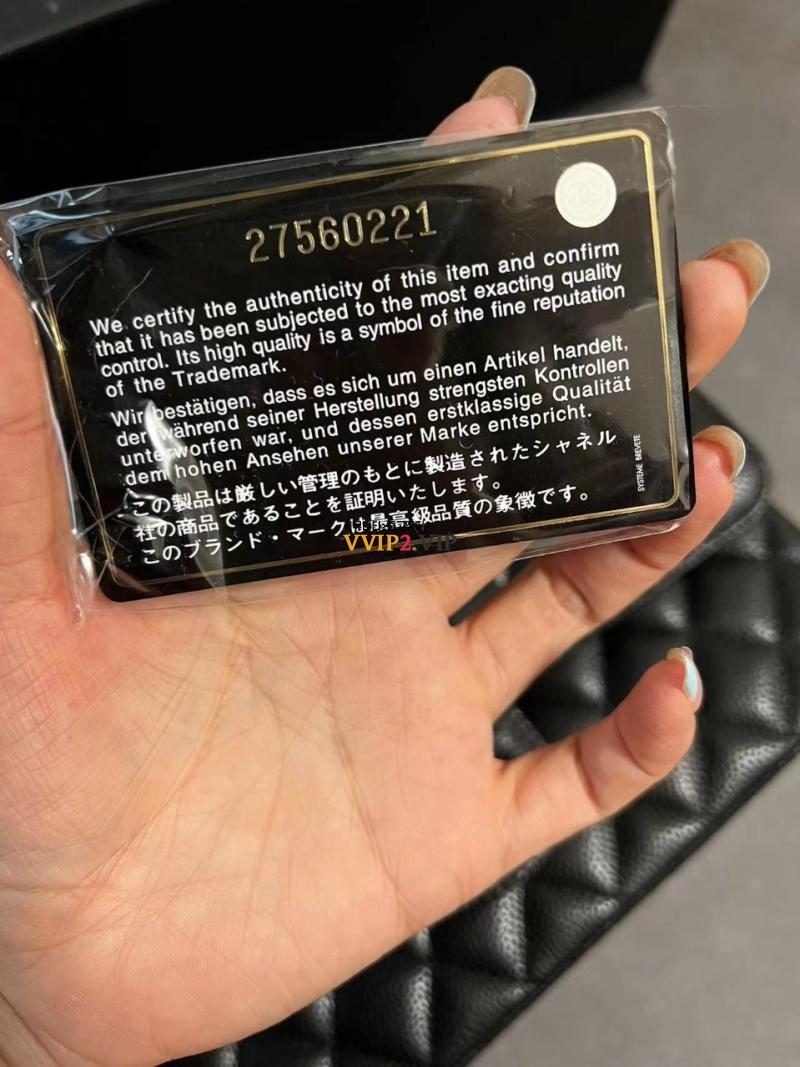 27560221
We certify the authenticity of this item and confirm
that it has been subjected to the most exacting quality
control. Its high quality is a symbol of the fine reputation
of the Trademark.
Wir bestätigen, dass es sich um einen Artikel handelt,
der während seiner Herstellung strengsten Kontrollen
unterworfen war, und dessen erstklassige Qualität
dem hohen Ansehen unserer Marke entspricht.
この製品は厳しい管理のもとに製造されたシャネル
社の商品であることを証明いたします。
このブランド・マークは最高級品質の象徴です。
SYSTEME BREVETE
VVIP2.VIP